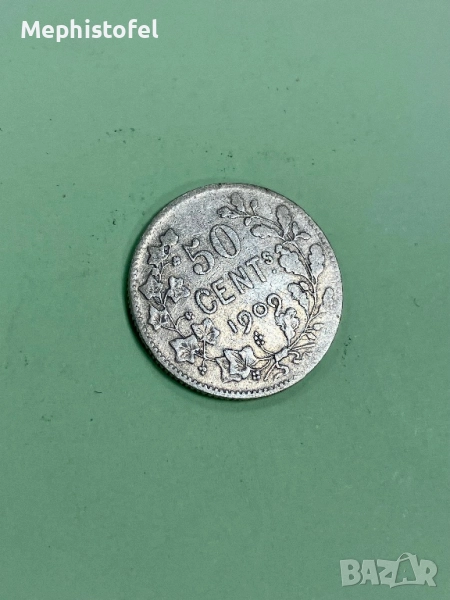 Mephistofel
50
CENTS.
1909
BAZAR